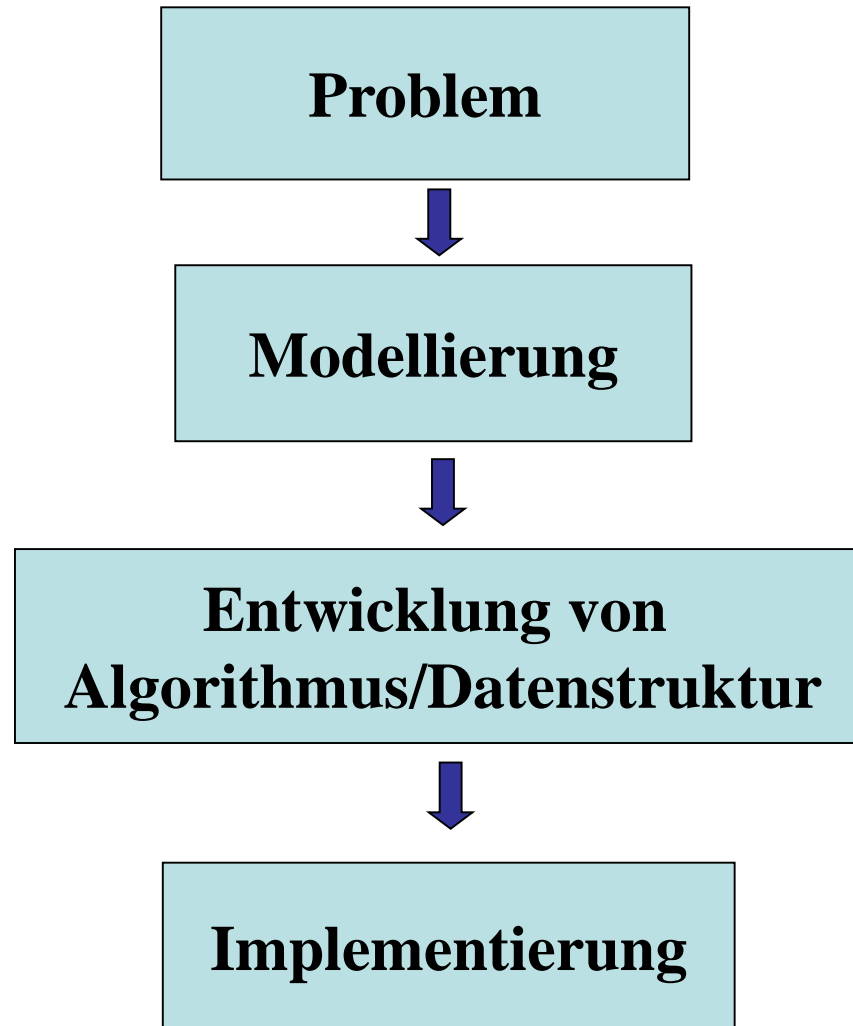 Problem
Modellierung
Entwicklung von
Algorithmus/Datenstruktur
Implementierung